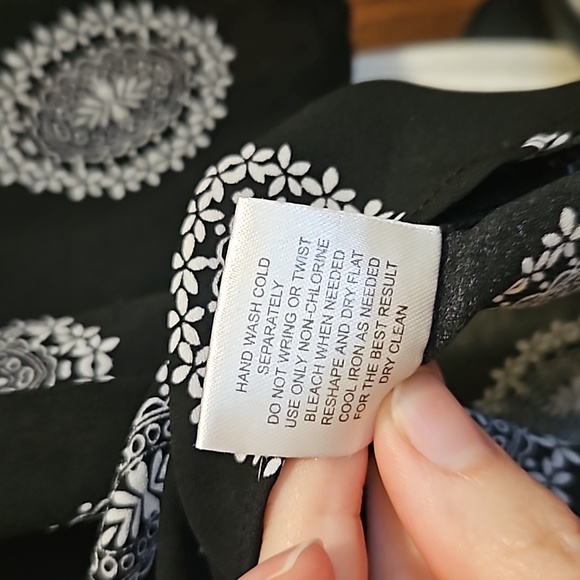 HAND WASH COLD
SEPARATELY
DO NOT WRING OR TWIST
USE ONLY NON-CHLORINE
BLEACH WHEN NEEDED
RESHAPE AND DRY FLAT
COOL IRON AS NEEDED
FOR THE BEST RESULT
DRY CLEAN